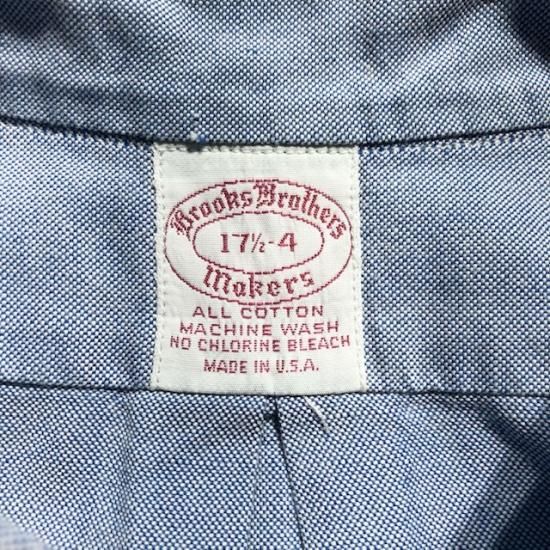 Brooks Brothers
17½-4
Makers
ALL COTTON
MACHINE WASH
NO CHLORINE BLEACH
MADE IN U.S.A.